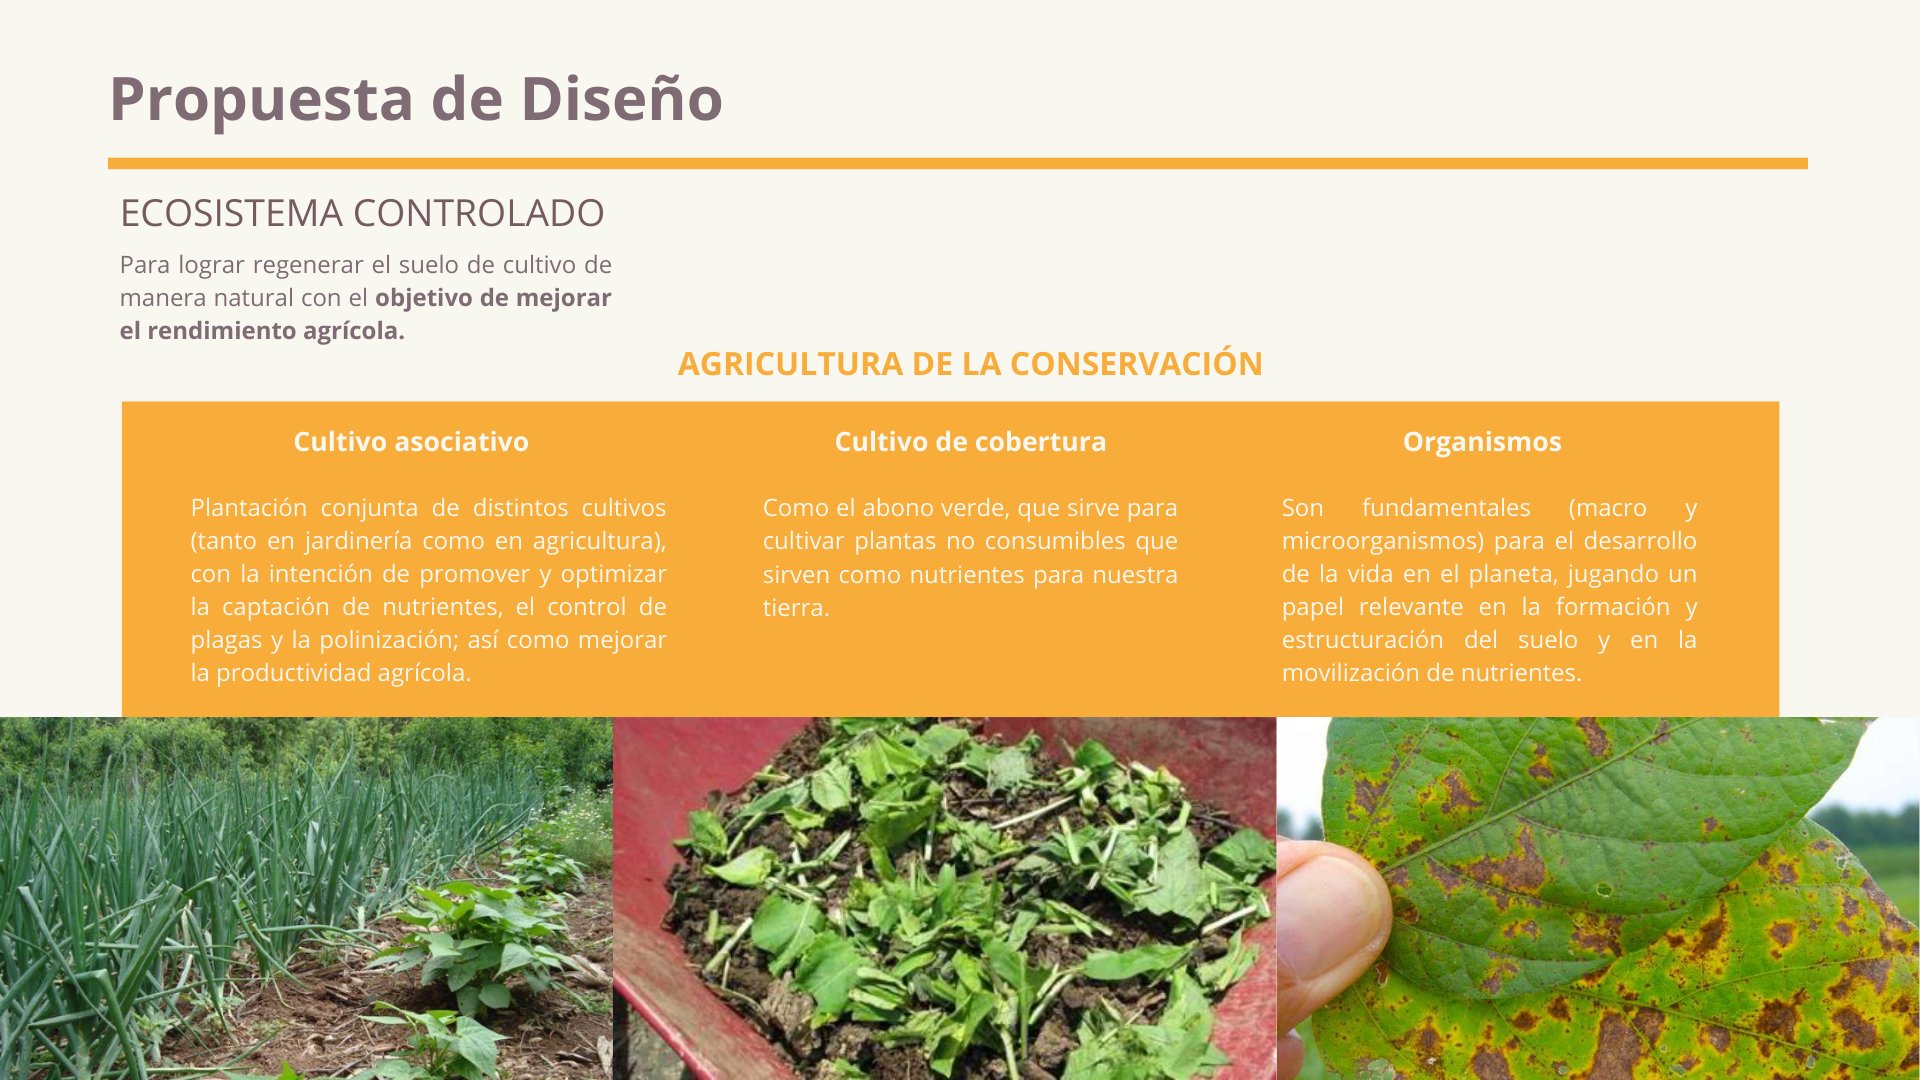 Propuesta de Diseño
ECOSISTEMA CONTROLADO
Para lograr regenerar el suelo de cultivo de
manera natural con el objetivo de mejorar
el rendimiento agrícola.
AGRICULTURA DE LA CONSERVACIÓN
Cultivo asociativo
Plantación conjunta de distintos cultivos
(tanto en jardinería como en agricultura),
con la intención de promover y optimizar
la captación de nutrientes, el control de
plagas y la polinización; así como mejorar
la productividad agrícola.
Cultivo de cobertura
Como el abono verde, que sirve para
cultivar plantas no consumibles que
sirven como nutrientes para nuestra
tierra.
Organismos
Son fundamentales (macro y
microorganismos) para el desarrollo
de la vida en el planeta, jugando un
papel relevante en la formación y
estructuración del suelo y en la
movilización de nutrientes.